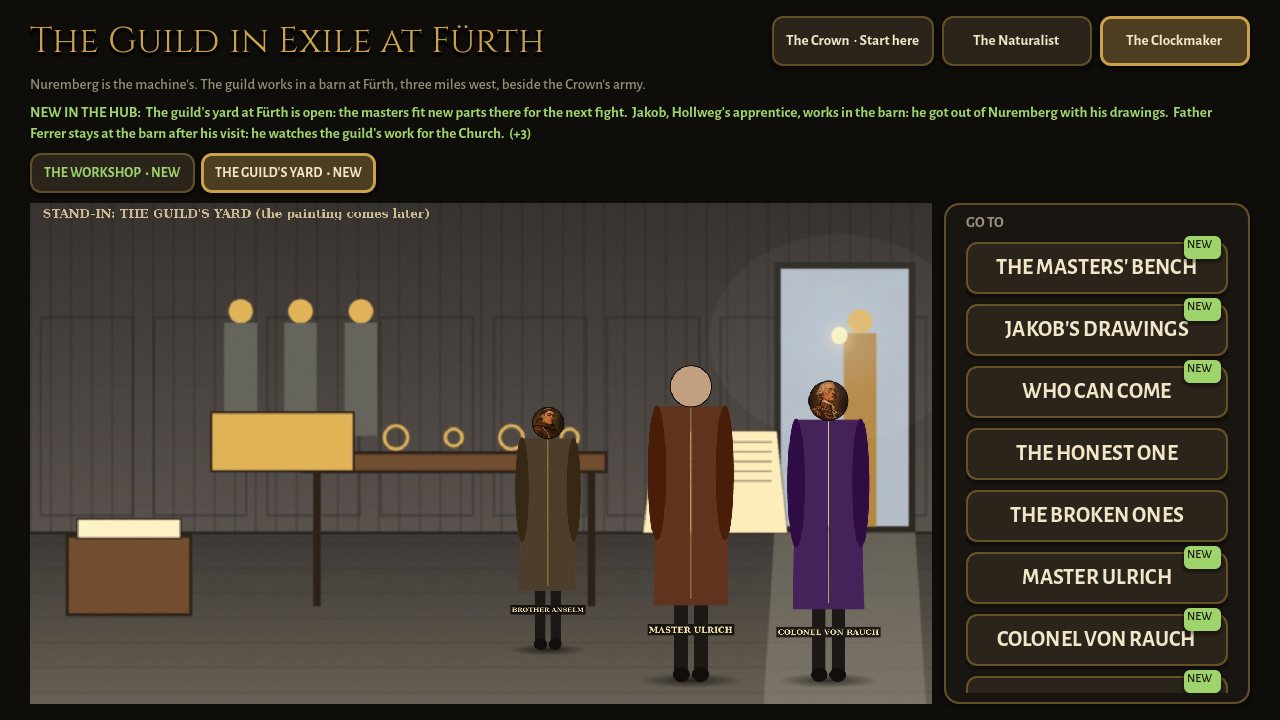 The Guild in Exile at Fürth
The Crown · Start here
The Naturalist
The Clockmaker
Nuremberg is the machine's. The guild works in a barn at Fürth, three miles west, beside the Crown's army.
NEW IN THE HUB: The guild's yard at Fürth is open: the masters fit new parts there for the next fight. Jakob, Hollweg's apprentice, works in the barn: he got out of Nuremberg with his drawings. Father
Ferrer stays at the barn after his visit: he watches the guild's work for the Church. (+3)
THE WORKSHOP · NEW
THE GUILD'S YARD · NEW
STAND-IN: THE GUILD'S YARD (the painting comes later)
BROTHER ANSELM
MASTER ULRICH
COLONEL VON RAUCH
GO TO
NEW
THE MASTERS' BENCH
NEW
JAKOB'S DRAWINGS
NEW
WHO CAN COME
THE HONEST ONE
THE BROKEN ONES
NEW
MASTER ULRICH
NEW
COLONEL VON RAUCH
NEW